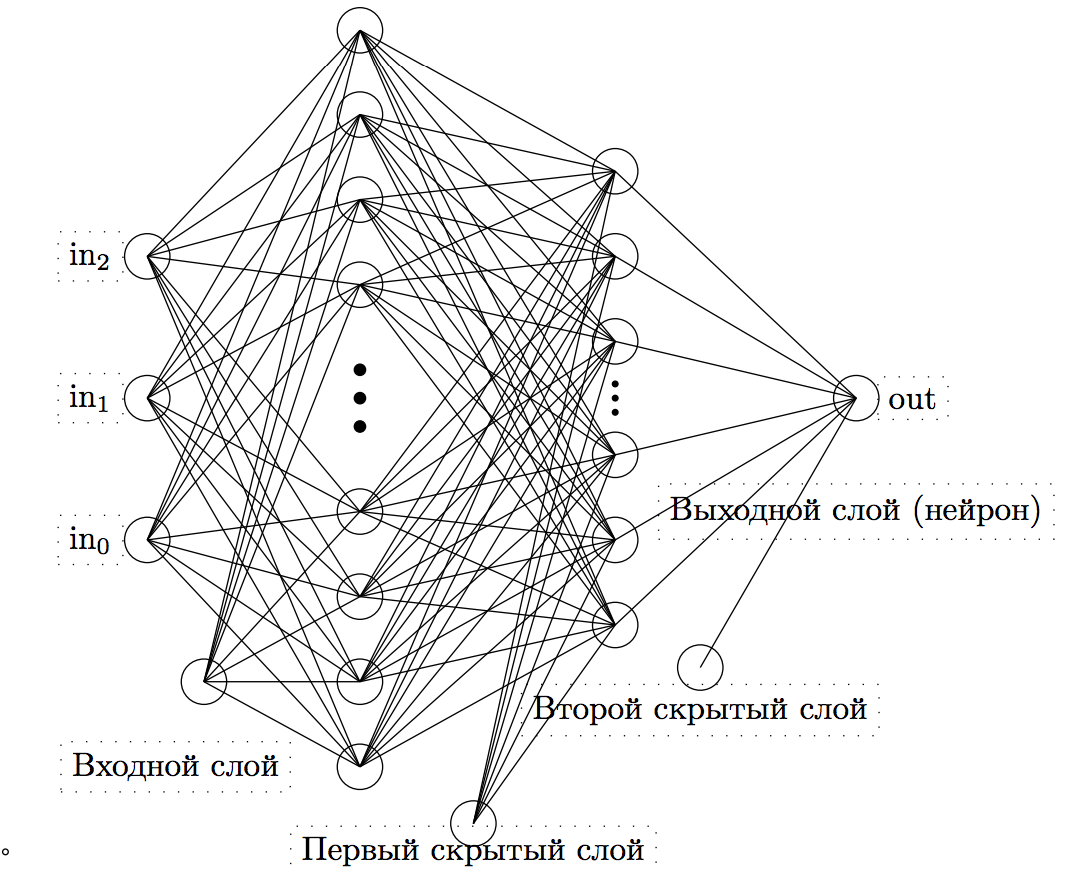 in₂
in₁
out
in₀
Выходной слой (нейрон)
Второй скрытый слой
Входной слой
Первый скрытый слой